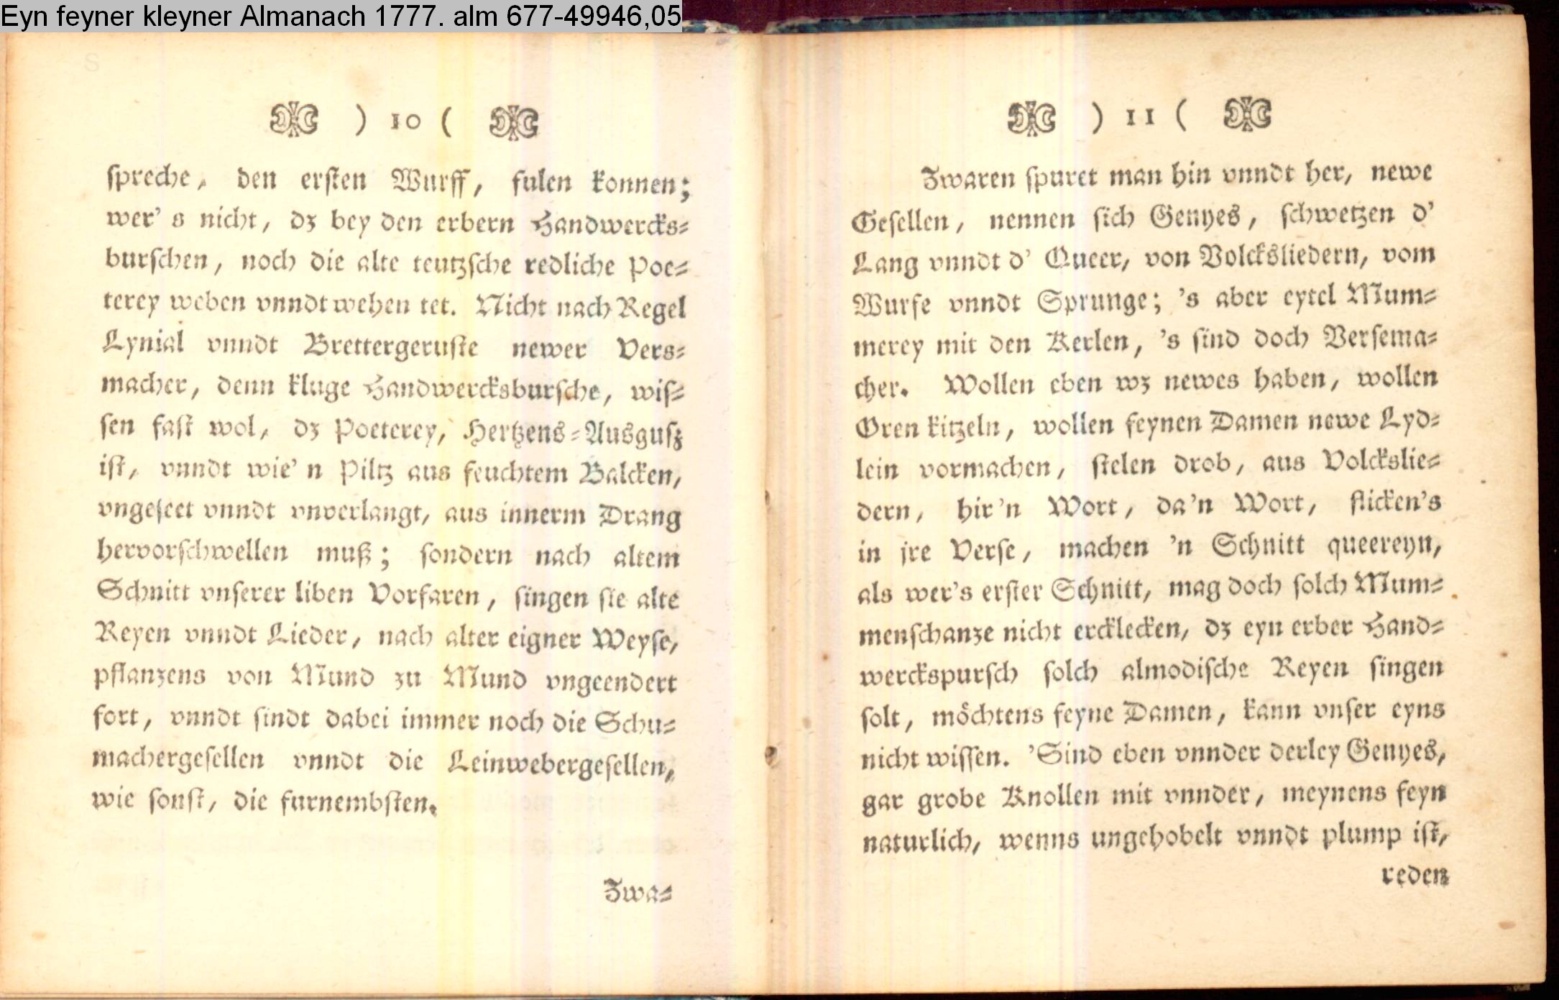 Eyn feyner kleyner Almanach 1777. alm 677-49946,05
) 10 (
spreche, den ersten Wurff, fulen konnen;
wer's nicht, dz bey den erbern Handwercks-
burschen, noch die alte teutzsche redliche Poe-
terey weben vnndt wehen tet. Nicht nach Regel
Lynial vnndt Brettergeruste newer Vers-
macher, denn kluge Handwercksbursche, wis-
sen fast wol, dz Poeterey, Hertzens-Ausgusz
ist, vnndt wie'n Piltz aus feuchtem Balcken,
vngeseet vnndt vnverlangt, aus innerm Drang
hervorschwellen muß; sondern nach altem
Schnitt vnserer liben Vorfaren, singen sie alte
Reyen vnndt Lieder, nach alter eigner Weyse,
pflanzens von Mund zu Mund vngeendert
fort, vnndt sindt dabei immer noch die Schu-
machergesellen vnndt die Leinwebergesellen,
wie sonst, die furnembsten.
Zwa-
) 11 (
Zwaren spuret man hin vnndt her, newe
Gesellen, nennen sich Genyes, schwetzen d'
Lang vnndt d' Queer, von Volcksliedern, vom
Wurfe vnndt Sprunge; 's aber eytel Mum-
merey mit den Kerlen, 's sind doch Versema-
cher. Wollen eben wz newes haben, wollen
Oren kitzeln, wollen feynen Damen newe Lyd-
lein vormachen, stelen drob, aus Volckslie-
dern, hir'n Wort, da'n Wort, flicken's
in jre Verse, machen 'n Schnitt queereyn,
als wer's erster Schnitt, mag doch solch Mum-
menschanze nicht ercklecken, dz eyn erber Hand-
werckspursch solch almodische Reyen singen
solt, möchtens feyne Damen, kann vnser eyns
nicht wissen. 'Sind eben vnnder derley Genyes,
gar grobe Knollen mit vnnder, meynens feyn
naturlich, wenns ungehobelt vnndt plump ist,
reden